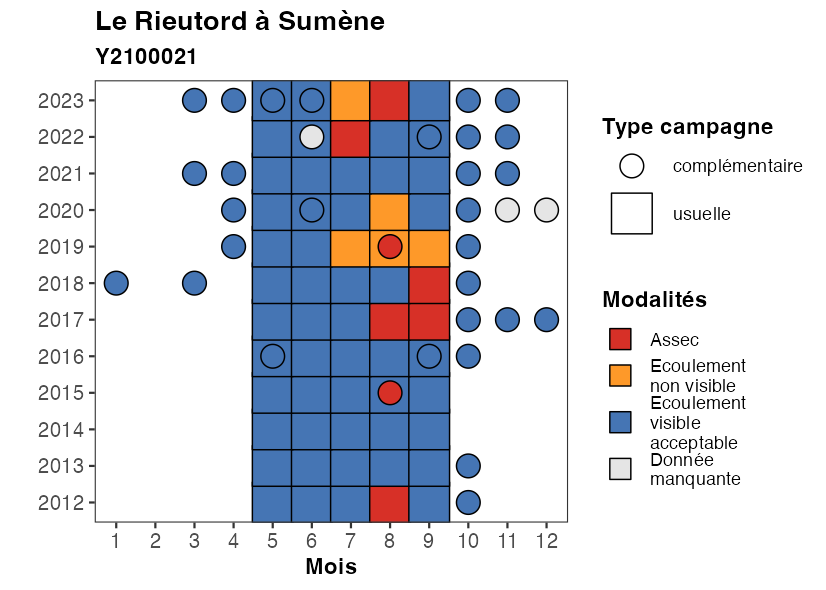 Le Rieutord à Sumène
Y2100021
2023
2022
2021
2020
2019
2018
2017
2016
2015
2014
2013
2012
1 2 3 4 5 6 7 8 9 10 11 12
Mois
Type campagne
complémentaire
usuelle
Modalités
Assec
Ecoulement
non visible
Ecoulement
visible
acceptable
Donnée
manquante